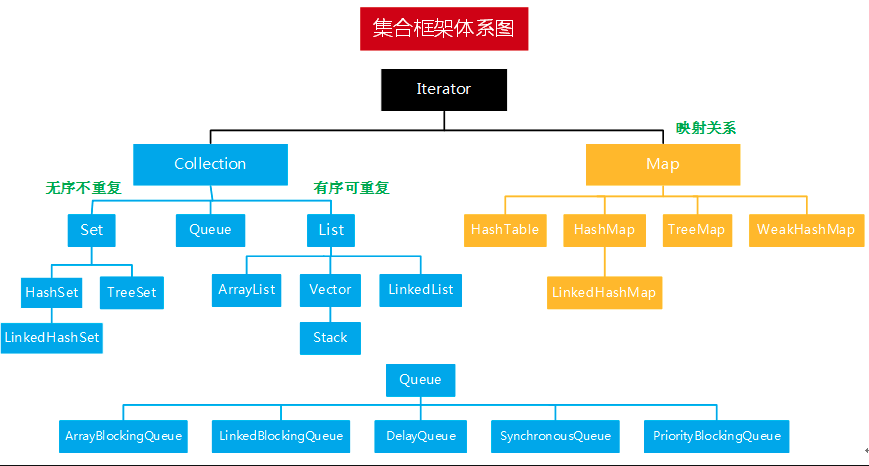 集合框架体系图
Iterator
映射关系
Collection
Map
无序不重复
有序可重复
Set
Queue
List
HashTable
HashMap
TreeMap
WeakHashMap
HashSet
TreeSet
ArrayList
Vector
LinkedList
LinkedHashMap
LinkedHashSet
Stack
Queue
ArrayBlockingQueue
LinkedBlockingQueue
DelayQueue
SynchronousQueue
PriorityBlockingQueue